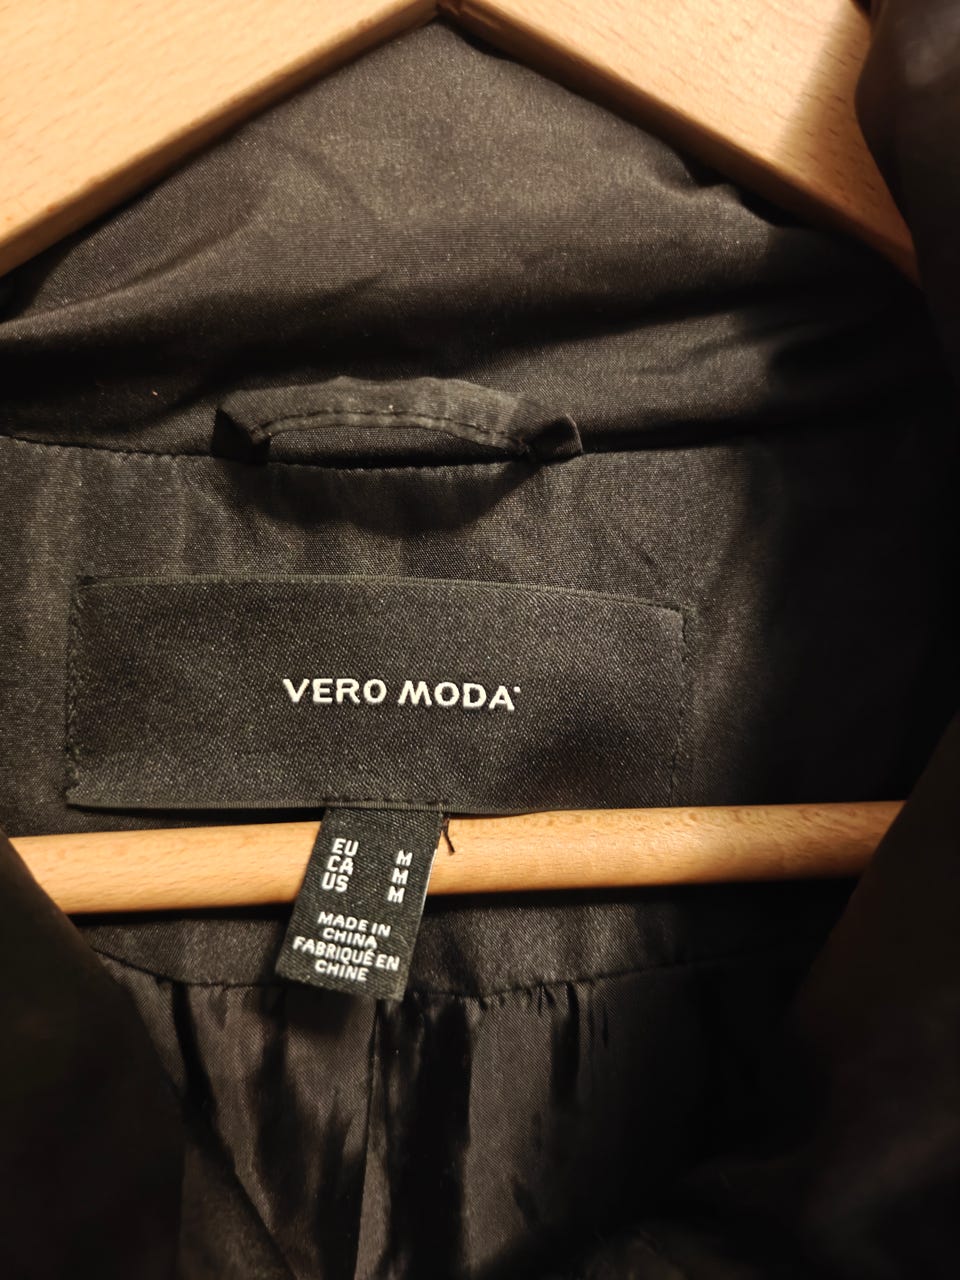 VERO MODA
EU M
CA M
US M
MADE IN
CHINA
FABRIQUÉ EN
CHINE